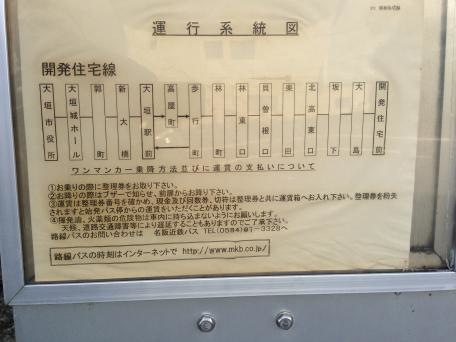 運行系統図
開発住宅線
大垣市役所
大垣城ホール
郭町
新大橋
大垣駅前
高屋町
歩行町
林町
林東口
貝曽根口
東田
北高東口
坂下
大島
開発住宅前
ワンマンカー乗降方法並びに運賃の支払いについて
①お乗りの際に整理券をお取り下さい。
②お降りの際はブザーで知らせ、前扉からお降り下さい。
③運賃は整理券番号を確かめ、現金及び回数券、切符は整理券と共に運賃箱へお入れ下さい。整理券を紛失
されますと始発バス停からの運賃をいただくことがあります。
④揮発油、火薬類の危険物は車内に持ち込まないようにお願いします。
天候、道路交通障害等により遅延することもありますのでご了承下さい。
路線バスのお問い合わせは 名阪近鉄バス TEL(0584)81-3328へ
路線バスの時刻はインターネットで http://www.mkb.co.jp/